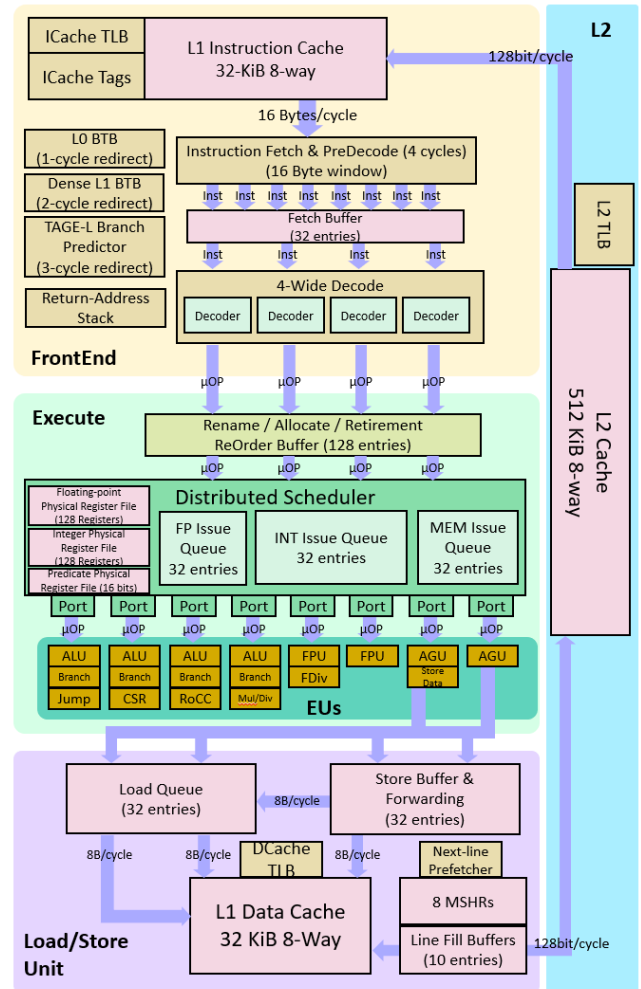 L2
ICache TLB
ICache Tags
L1 Instruction Cache
32-KiB 8-way
128bit/cycle
16 Bytes/cycle
L0 BTB
(1-cycle redirect)
Dense L1 BTB
(2-cycle redirect)
TAGE-L Branch
Predictor
(3-cycle redirect)
Return-Address
Stack
Instruction Fetch & PreDecode (4 cycles)
(16 Byte window)
Inst Inst Inst Inst Inst Inst Inst Inst
Fetch Buffer
(32 entries)
Inst Inst Inst Inst
4-Wide Decode
Decoder Decoder Decoder Decoder
FrontEnd
L2 TLB
L2 Cache
512 KiB 8-way
µOP µOP µOP µOP
Execute
Rename / Allocate / Retirement
ReOrder Buffer (128 entries)
µOP µOP µOP µOP
Distributed Scheduler
Floating-point
Physical Register File
(128 Registers)
Integer Physical
Register File
(128 Registers)
Predicate Physical
Register File (16 bits)
FP Issue
Queue
32 entries
INT Issue Queue
32 entries
MEM Issue
Queue
32 entries
Port Port Port Port Port Port Port Port
µOP µOP µOP µOP µOP µOP µOP µOP
ALU ALU ALU ALU FPU FPU AGU AGU
Branch Branch Branch Branch FDiv Store
Data
Jump CSR RoCC Mul/Div
EUs
Load Queue
(32 entries)
8B/cycle
Store Buffer &
Forwarding
(32 entries)
8B/cycle 8B/cycle 8B/cycle
DCache
TLB
Next-line
Prefetcher
L1 Data Cache
32 KiB 8-Way
8 MSHRs
Line Fill Buffers
(10 entries)
128bit/cycle
Load/Store
Unit